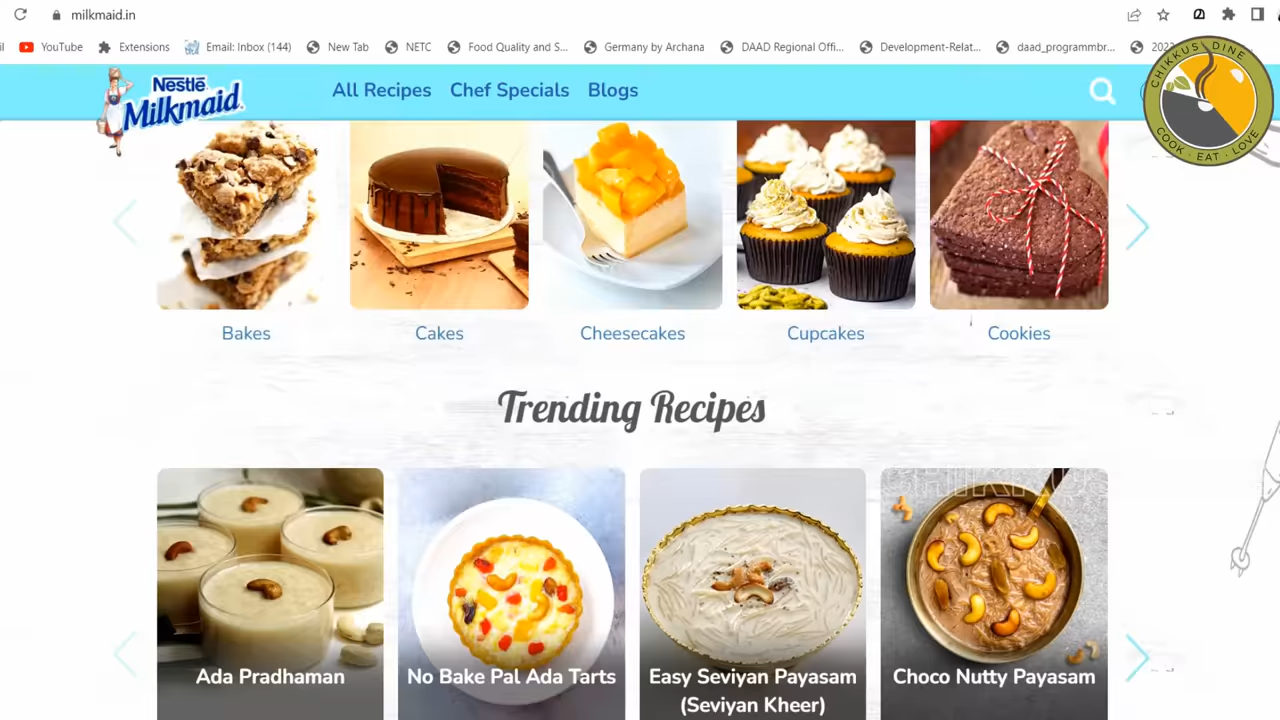 milkmaid.in
YouTube
Extensions
Email: Inbox (144)
New Tab
NETC
Food Quality and S...
Germany by Archana
DAAD Regional Offi...
Development-Relat...
daad_programmbr...
Nestlé
Milkmaid
All Recipes
Chef Specials
Blogs
CHIKKUS DINE
COOK · EAT · LOVE
Bakes
Cakes
Cheesecakes
Cupcakes
Cookies
Trending Recipes
Ada Pradhaman
No Bake Pal Ada Tarts
Easy Seviyan Payasam
(Seviyan Kheer)
Choco Nutty Payasam